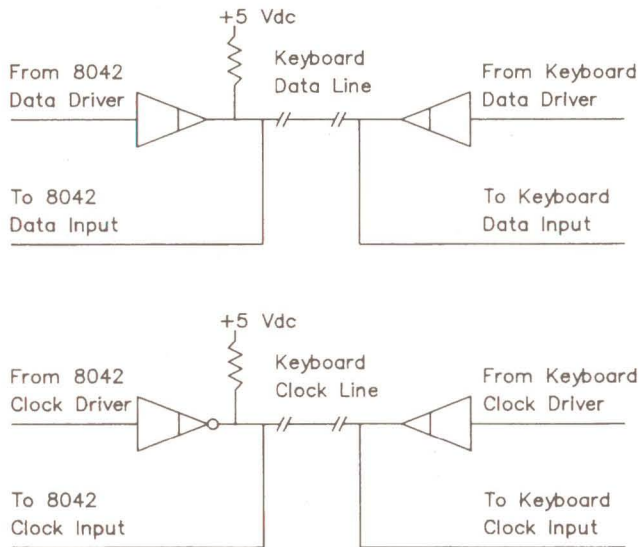 +5 Vdc
From 8042
Data Driver
Keyboard
Data Line
From Keyboard
Data Driver
To 8042
Data Input
To Keyboard
Data Input
+5 Vdc
From 8042
Clock Driver
Keyboard
Clock Line
From Keyboard
Clock Driver
To 8042
Clock Input
To Keyboard
Clock Input